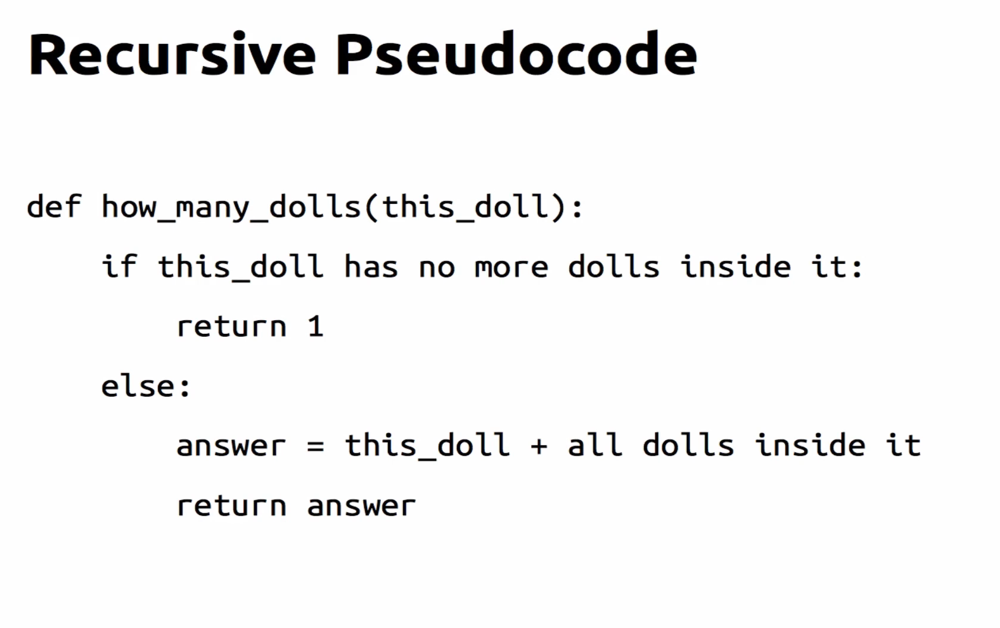 Recursive Pseudocode
def how_many_dolls(this_doll):
    if this_doll has no more dolls inside it:
        return 1
    else:
        answer = this_doll + all dolls inside it
        return answer